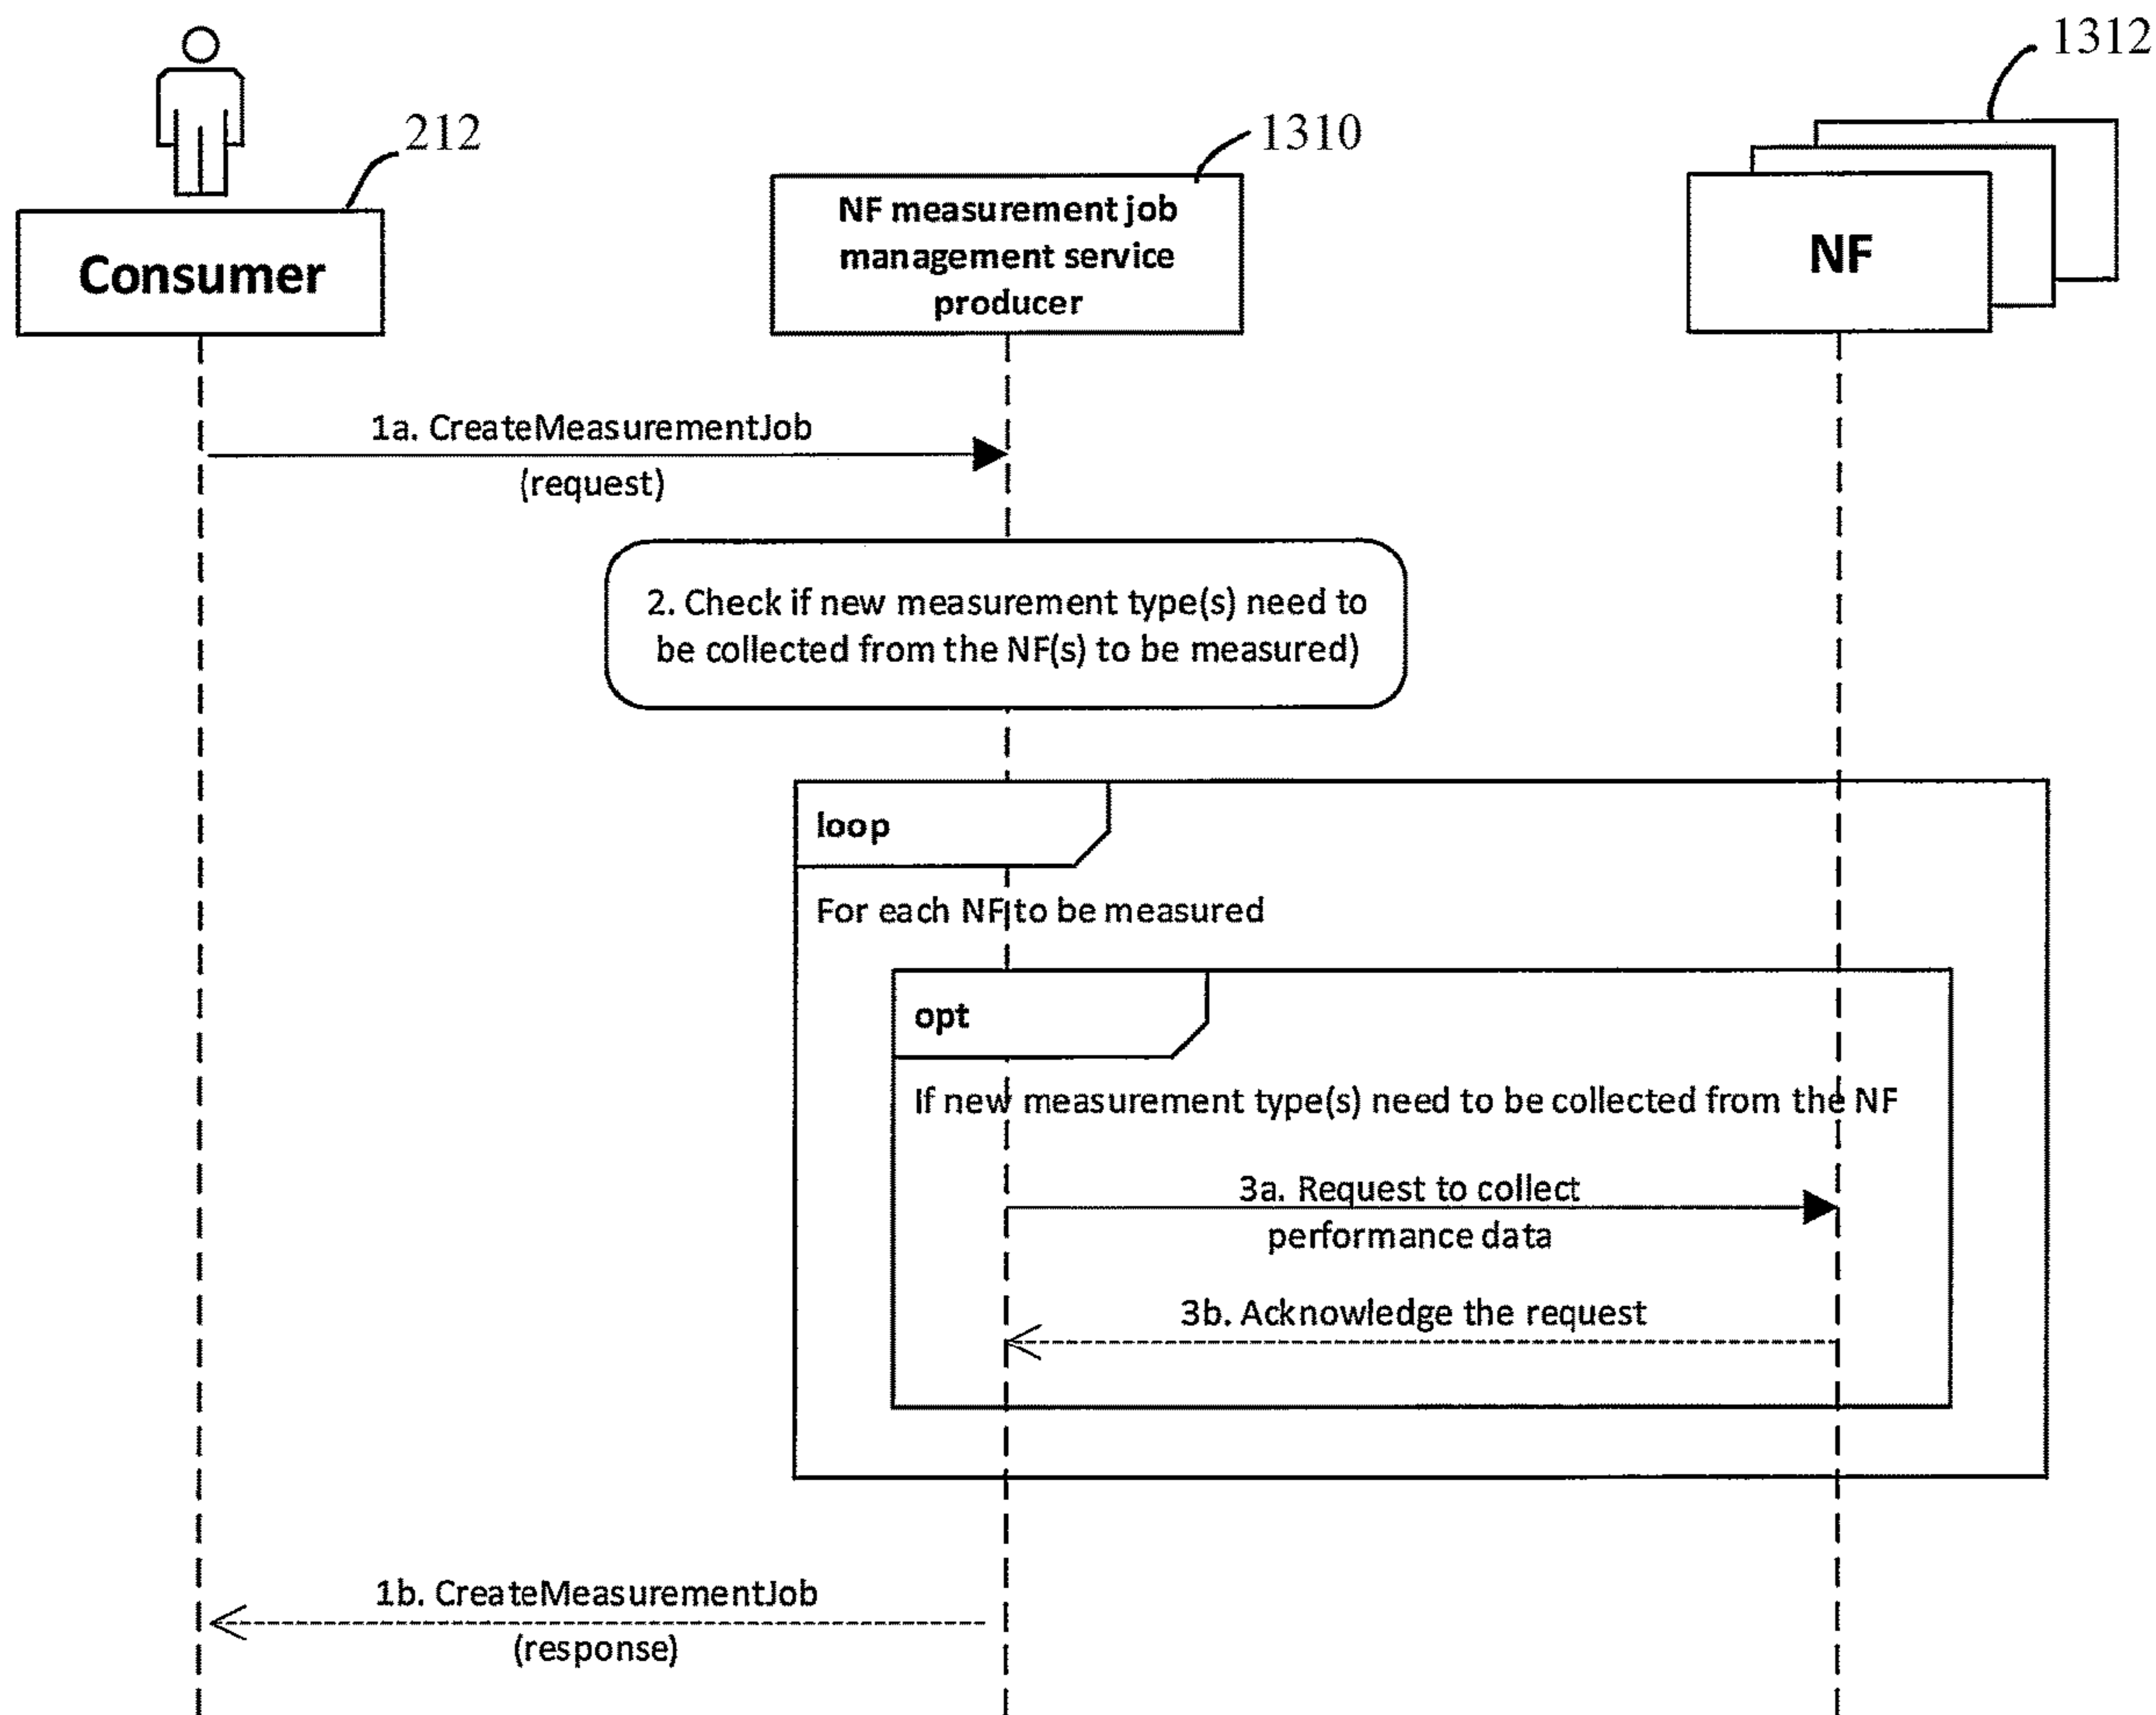 1312
212
1310
Consumer
NF measurement job
management service
producer
NF
1a. CreateMeasurementJob
(request)
2. Check if new measurement type(s) need to
be collected from the NF(s) to be measured)
loop
For each NF to be measured
opt
If new measurement type(s) need to be collected from the NF
3a. Request to collect
performance data
3b. Acknowledge the request
1b. CreateMeasurementJob
(response)